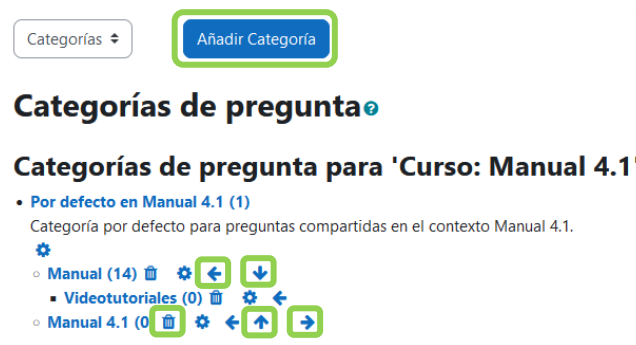 Categorías
Añadir Categoría
Categorías de pregunta
Categorías de pregunta para 'Curso: Manual 4.1'
Por defecto en Manual 4.1 (1)
Categoría por defecto para preguntas compartidas en el contexto Manual 4.1.
Manual (14)
Videotutoriales (0)
Manual 4.1 (0